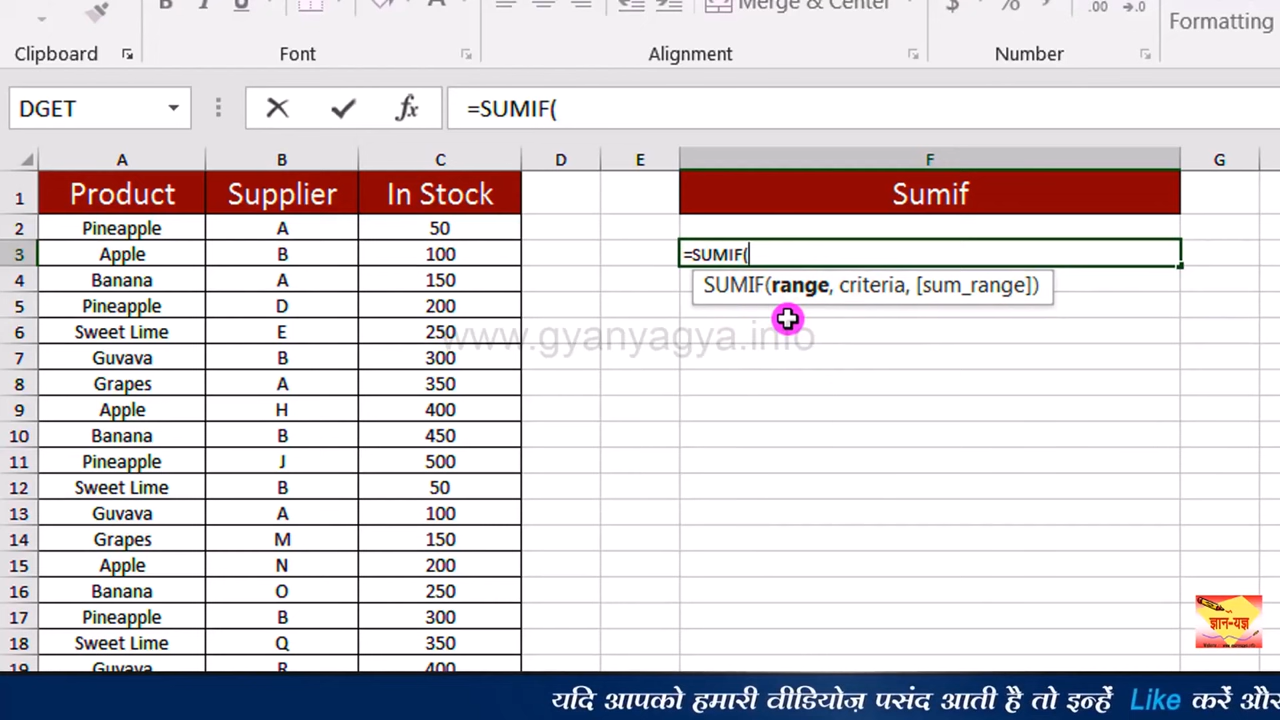 Merge & Center
$ % ,
.00 →.0
Formatting
Clipboard Font Alignment Number
DGET fx =SUMIF(
A B C D E F G
1 Product Supplier In Stock Sumif
2 Pineapple A 50
3 Apple B 100 =SUMIF(
SUMIF(range, criteria, [sum_range])
4 Banana A 150
5 Pineapple D 200
6 Sweet Lime E 250
www.gyanyagya.info
7 Guvava B 300
8 Grapes A 350
9 Apple H 400
10 Banana B 450
11 Pineapple J 500
12 Sweet Lime B 50
13 Guvava A 100
14 Grapes M 150
15 Apple N 200
16 Banana O 250
17 Pineapple B 300
18 Sweet Lime Q 350
19 Guvava R 400
ज्ञान-यज्ञ
यदि आपको हमारी वीडियोज़ पसंद आती है तो इन्हें Like करें और